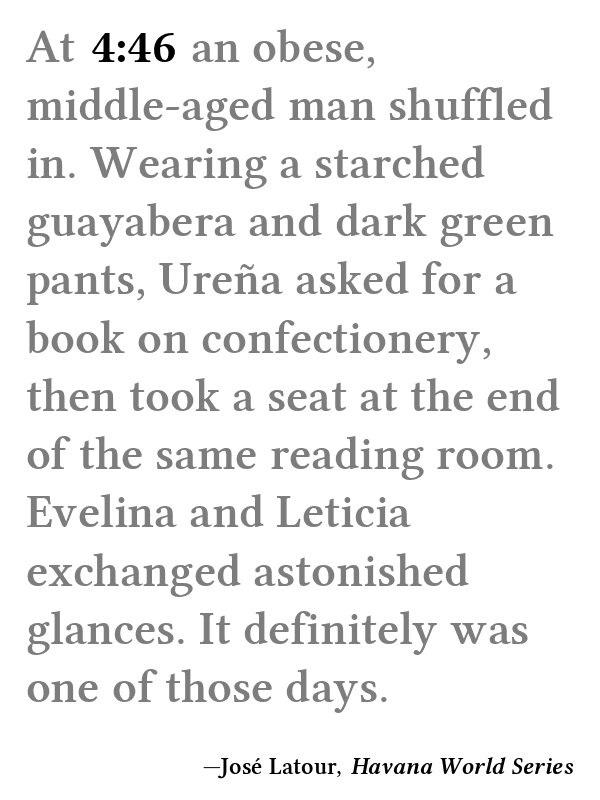 At 4:46 an obese,
middle-aged man shuffled
in. Wearing a starched
guayabera and dark green
pants, Ureña asked for a
book on confectionery,
then took a seat at the end
of the same reading room.
Evelina and Leticia
exchanged astonished
glances. It definitely was
one of those days.
—José Latour, Havana World Series